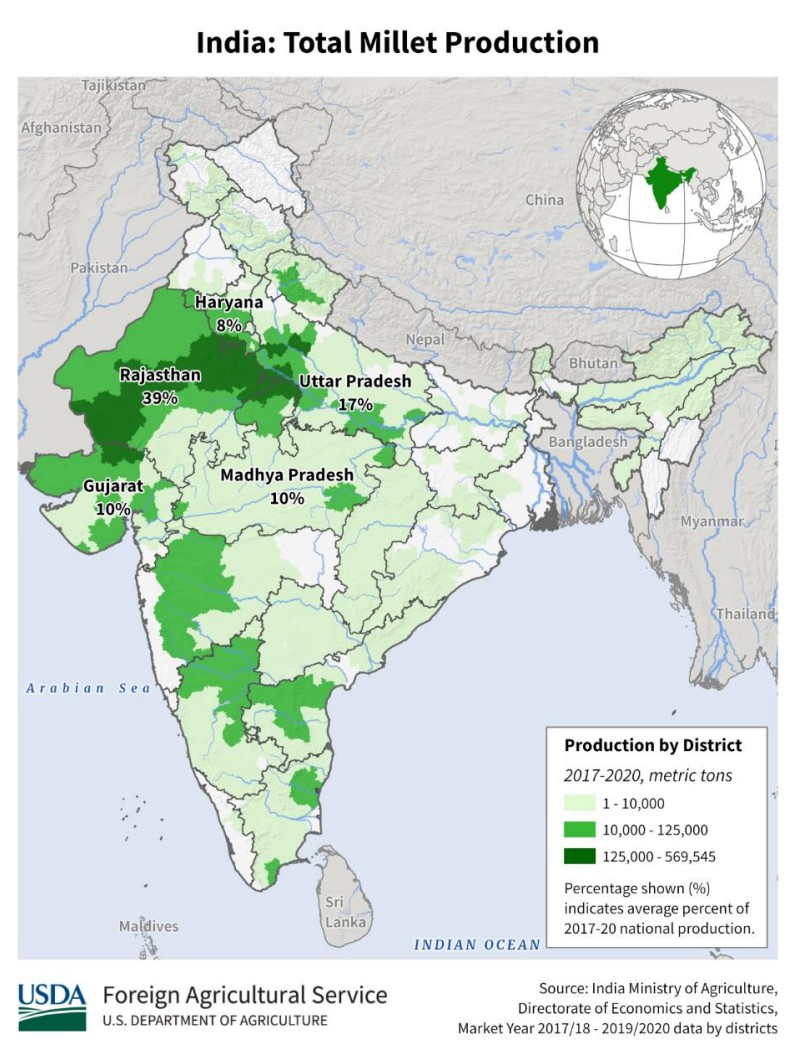 India: Total Millet Production
Tajikistan
Afghanistan
China
Pakistan
Haryana
8%
Nepal
Bhutan
Rajasthan
39%
Uttar Pradesh
17%
Bangladesh
Madhya Pradesh
10%
Gujarat
10%
Myanmar
Thailand
Arabian Sea
Production by District
2017-2020, metric tons
1 - 10,000
10,000 - 125,000
125,000 - 569,545
Percentage shown (%)
indicates average percent of
2017-20 national production.
Sri
Lanka
Maldives
INDIAN OCEAN
USDA
Foreign Agricultural Service
U.S. DEPARTMENT OF AGRICULTURE
Source: India Ministry of Agriculture,
Directorate of Economics and Statistics,
Market Year 2017/18 - 2019/2020 data by districts